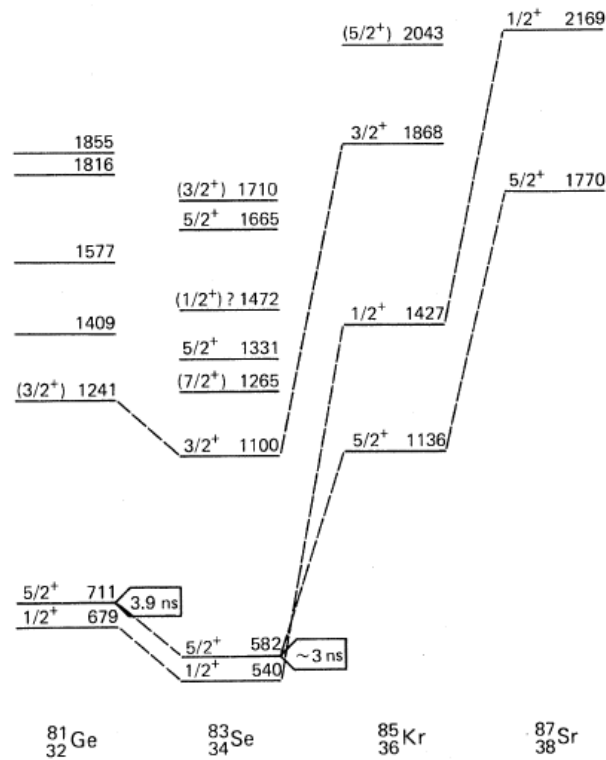 1/2+ 2169
(5/2+) 2043
3/2+ 1868
1855
1816
5/2+ 1770
(3/2+) 1710
5/2+ 1665
1577
(1/2+) ? 1472
1/2+ 1427
1409
5/2+ 1331
(3/2+) 1241
(7/2+) 1265
3/2+ 1100
5/2+ 1136
5/2+ 711
3.9 ns
1/2+ 679
5/2+ 582
~3 ns
1/2+ 540
81 32 Ge
83 34 Se
85 36 Kr
87 38 Sr